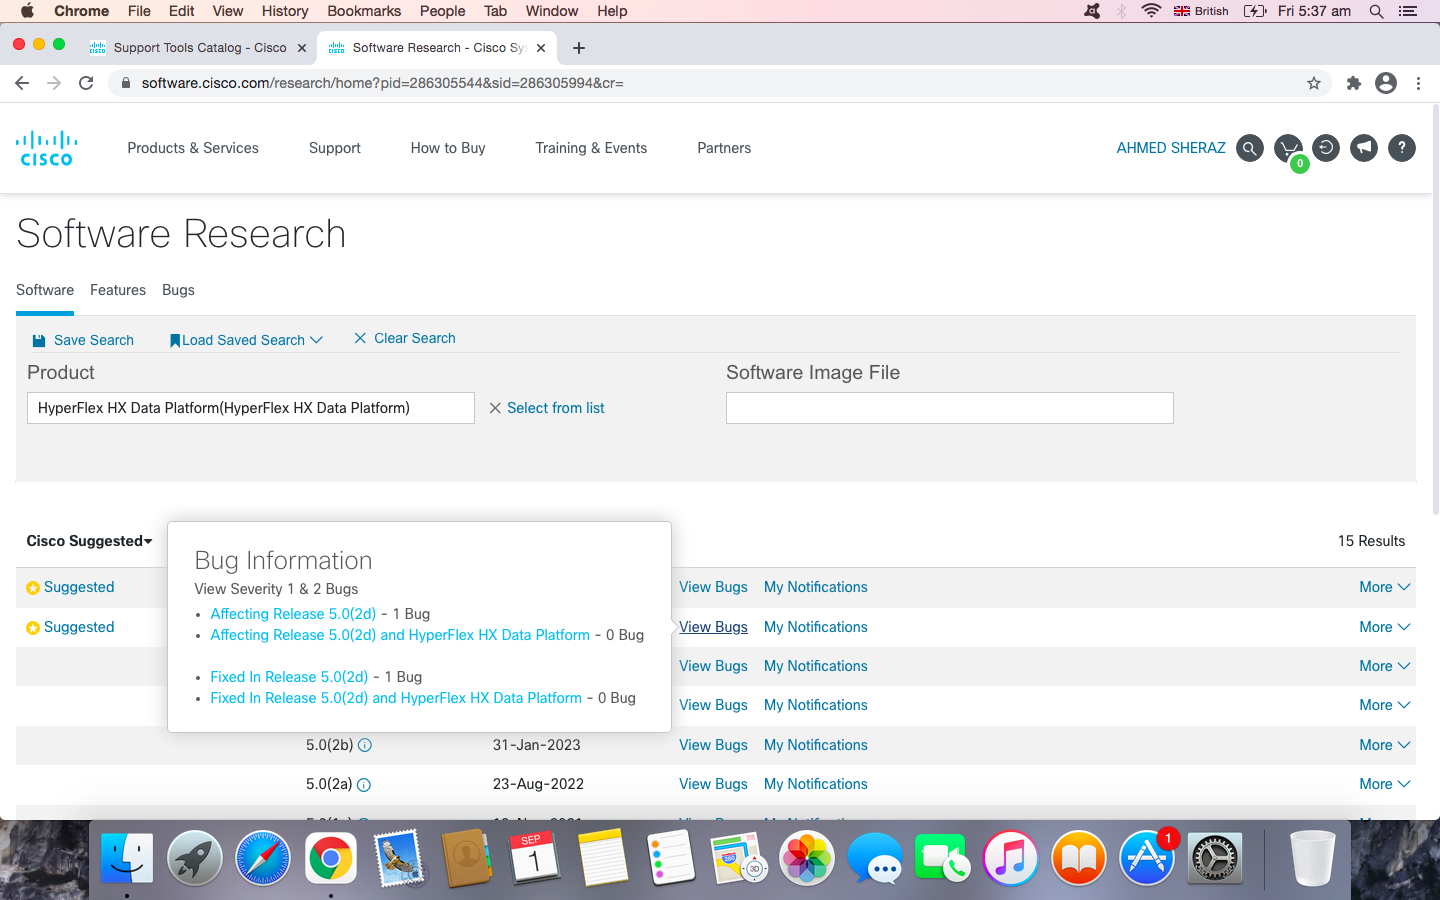 Chrome File Edit View History Bookmarks People Tab Window Help British Fri 5:37 am
Support Tools Catalog - Cisco Software Research - Cisco Sys
software.cisco.com/research/home?pid=286305544&sid=286305994&cr=
CISCO Products & Services Support How to Buy Training & Events Partners AHMED SHERAZ 0
Software Research
Software Features Bugs
Save Search Load Saved Search Clear Search
Product Software Image File
HyperFlex HX Data Platform(HyperFlex HX Data Platform) Select from list
Cisco Suggested 15 Results
Bug Information
View Severity 1 & 2 Bugs
Affecting Release 5.0(2d) - 1 Bug
Affecting Release 5.0(2d) and HyperFlex HX Data Platform - 0 Bug
Fixed In Release 5.0(2d) - 1 Bug
Fixed In Release 5.0(2d) and HyperFlex HX Data Platform - 0 Bug
Suggested View Bugs My Notifications More
Suggested View Bugs My Notifications More
View Bugs My Notifications More
View Bugs My Notifications More
5.0(2b) 31-Jan-2023 View Bugs My Notifications More
5.0(2a) 23-Aug-2022 View Bugs My Notifications More
SEP
1
280
3D
1